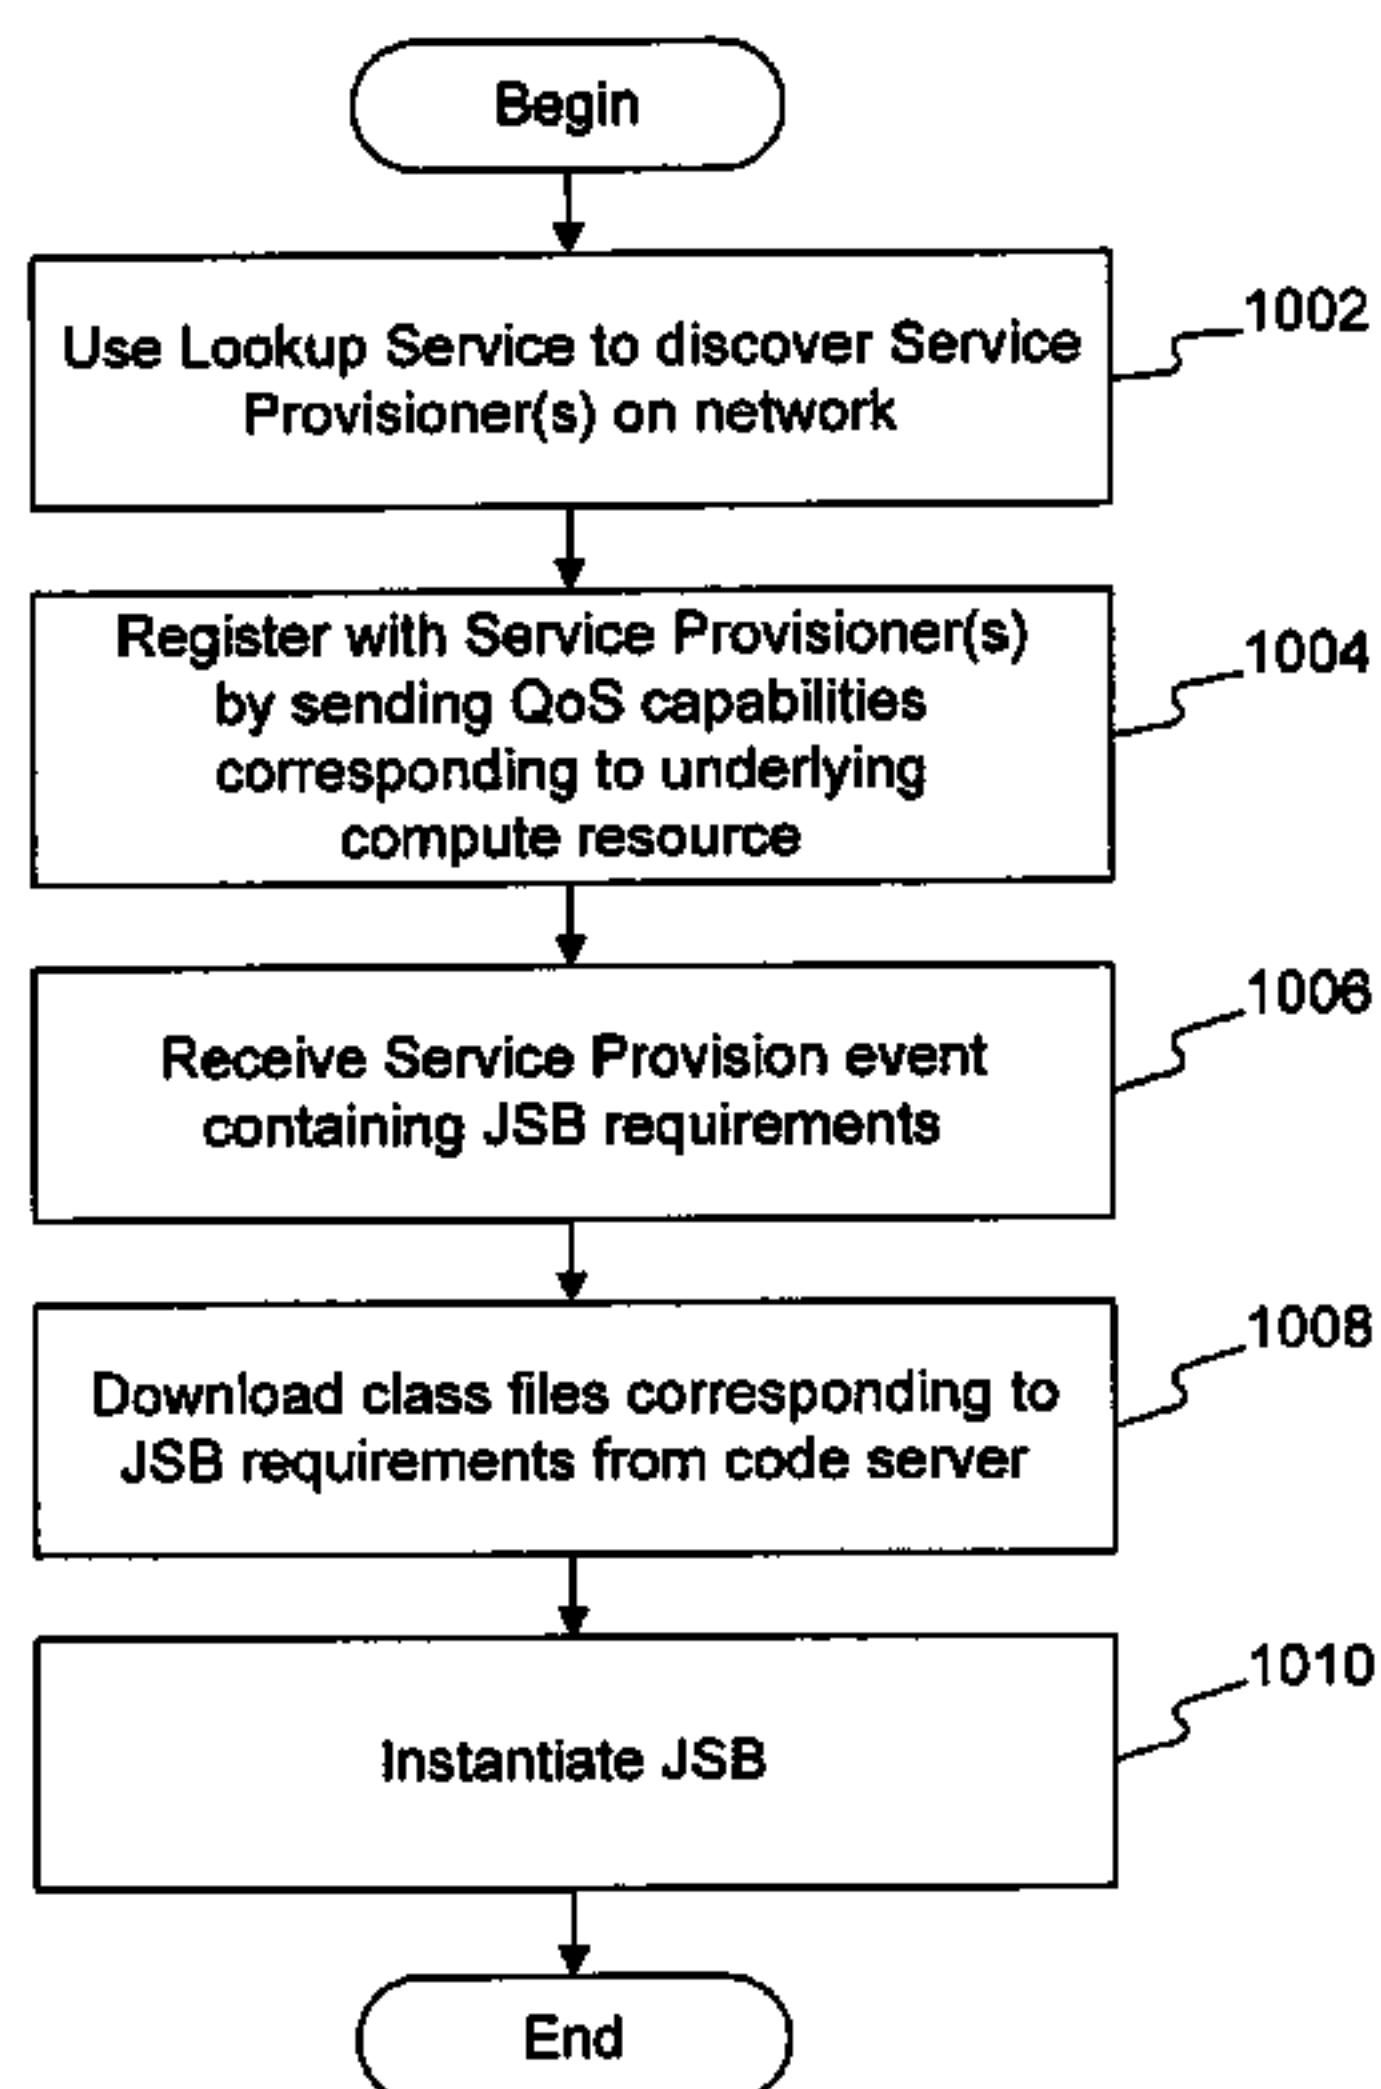 Begin
Use Lookup Service to discover Service
Provisioner(s) on network
1002
Register with Service Provisioner(s)
by sending QoS capabilities
corresponding to underlying
compute resource
1004
Receive Service Provision event
containing JSB requirements
1006
Download class files corresponding to
JSB requirements from code server
1008
Instantiate JSB
1010
End